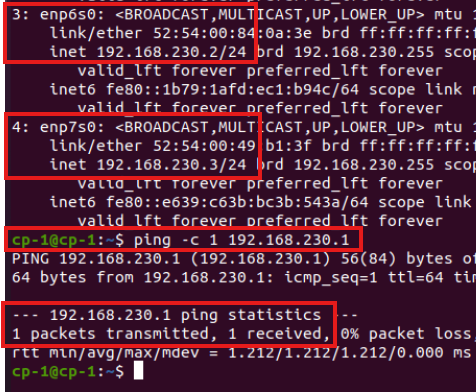 3: enp6s0: <BROADCAST,MULTICAST,UP,LOWER_UP> mtu 1
link/ether 52:54:00:84:0a:3e brd ff:ff:ff:ff:f
inet 192.168.230.2/24 brd 192.168.230.255 sco
valid_lft forever preferred_lft forever
inet6 fe80::1b79:1afd:ec1:b94c/64 scope link
valid_lft forever preferred_lft forever
4: enp7s0: <BROADCAST,MULTICAST,UP,LOWER_UP> mtu 1
link/ether 52:54:00:49:b1:3f brd ff:ff:ff:ff:f
inet 192.168.230.3/24 brd 192.168.230.255 sco
valid_lft forever preferred_lft forever
inet6 fe80::e639:c63b:bc3b:543a/64 scope link
valid_lft forever preferred_lft forever
cp-1@cp-1:~$ ping -c 1 192.168.230.1
PING 192.168.230.1 (192.168.230.1) 56(84) bytes of
64 bytes from 192.168.230.1: icmp_seq=1 ttl=64 ti
--- 192.168.230.1 ping statistics ---
1 packets transmitted, 1 received, 0% packet loss,
rtt min/avg/max/mdev = 1.212/1.212/1.212/0.000 ms
cp-1@cp-1:~$